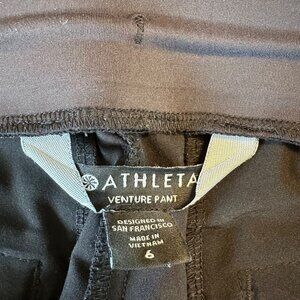 ATHLETA
VENTURE PANT
DESIGNED IN
SAN FRANCISCO
MADE IN
VIETNAM
6